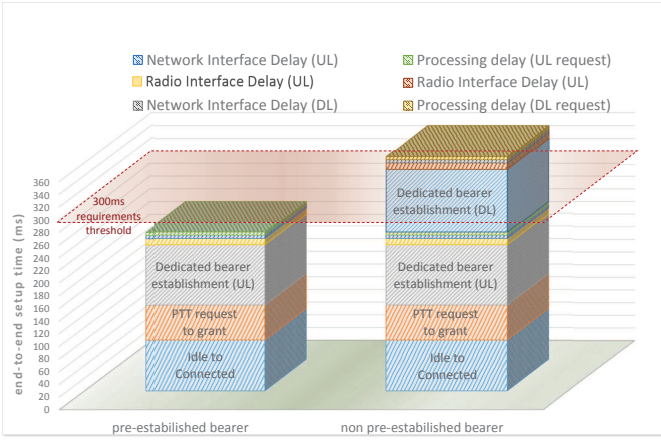 Network Interface Delay (UL)
Processing delay (UL request)
Radio Interface Delay (UL)
Radio Interface Delay (UL)
Network Interface Delay (DL)
Processing delay (DL request)
360
340
320
300
280
260
240
220
200
180
160
140
120
100
80
60
40
20
0
end-to-end setup time (ms)
300ms
requirements
threshold
Dedicated bearer
establishment (UL)
PTT request
to grant
Idle to
Connected
Dedicated bearer
establishment (DL)
Dedicated bearer
establishment (UL)
PTT request
to grant
Idle to
Connected
pre-estabilished bearer
non pre-estabilished bearer